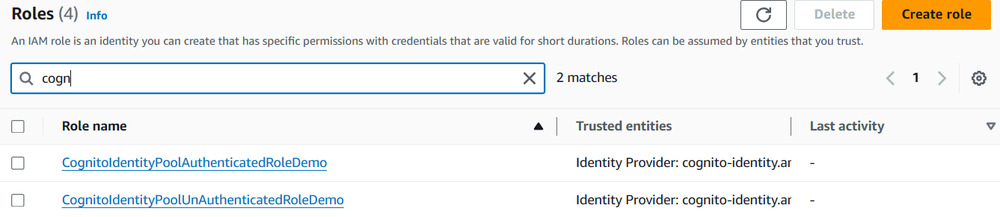 Roles (4) Info
Delete
Create role
An IAM role is an identity you can create that has specific permissions with credentials that are valid for short durations. Roles can be assumed by entities that you trust.
cogn
2 matches
1
Role name
Trusted entities
Last activity
CognitoIdentityPoolAuthenticatedRoleDemo
Identity Provider: cognito-identity.ar
-
CognitoIdentityPoolUnAuthenticatedRoleDemo
Identity Provider: cognito-identity.ar
-